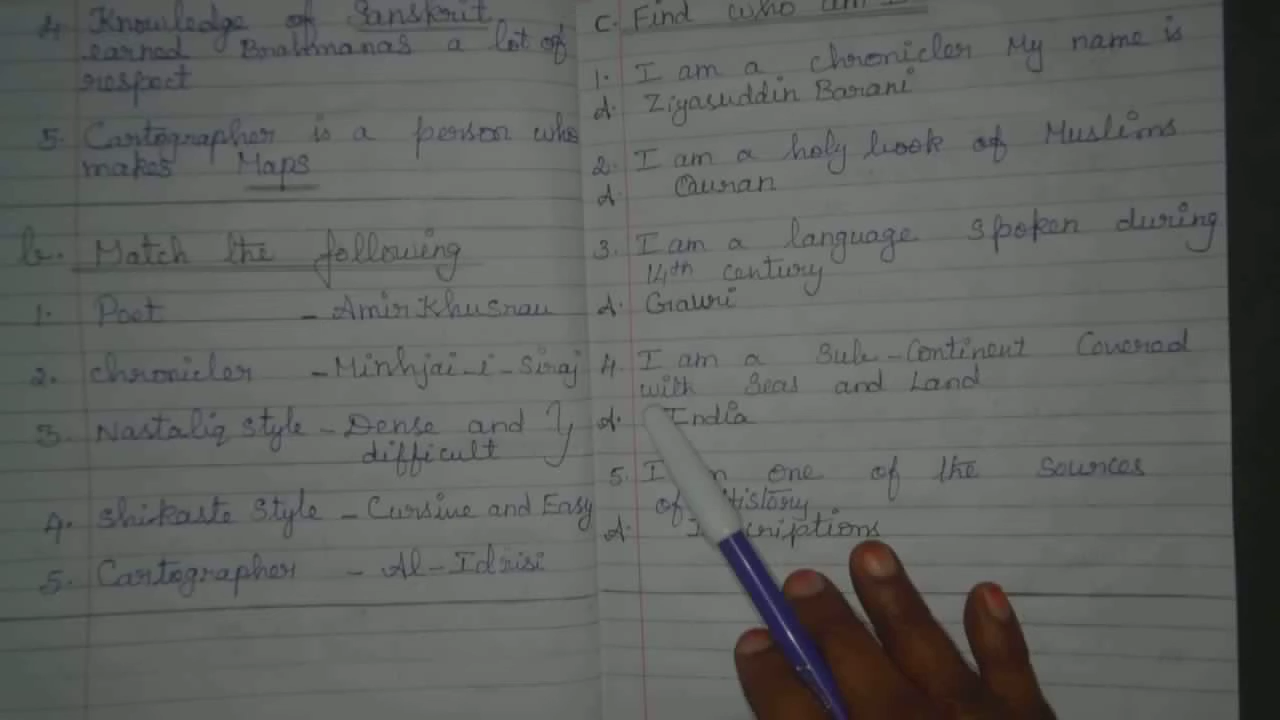 4. Knowledge of Sanskrit
earned Brahmanas a lot of
respect
5. Cartographer is a person who
makes Maps
b. Match the following
1. Poet - Amir Khusrau
2. Chronicler - Minhjai-i-Siraj
3. Nastaliq Style - Dense and
difficult
4. Shikaste Style - Cursive and Easy
5. Cartographer - Al-Idrisi
C. Find who am I
1. I am a chronicler My name is
A. Ziyasuddin Barani
2. I am a holy book of Muslims
A. Quran
3. I am a language spoken during
14th century
A. Grauri
4. I am a Sub-Continent Covered
with Seas and Land
A. India
5. I one of the sources
of History
A. Inscriptions